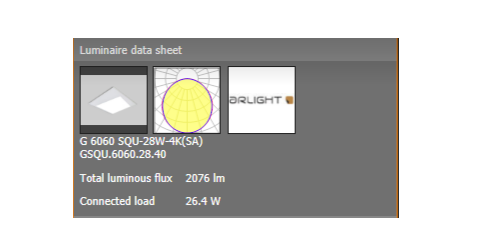 Luminaire data sheet
ARLIGHT
G 6060 SQU-28W-4K(SA)
GSQU.6060.28.40
Total luminous flux 2076 lm
Connected load 26.4 W